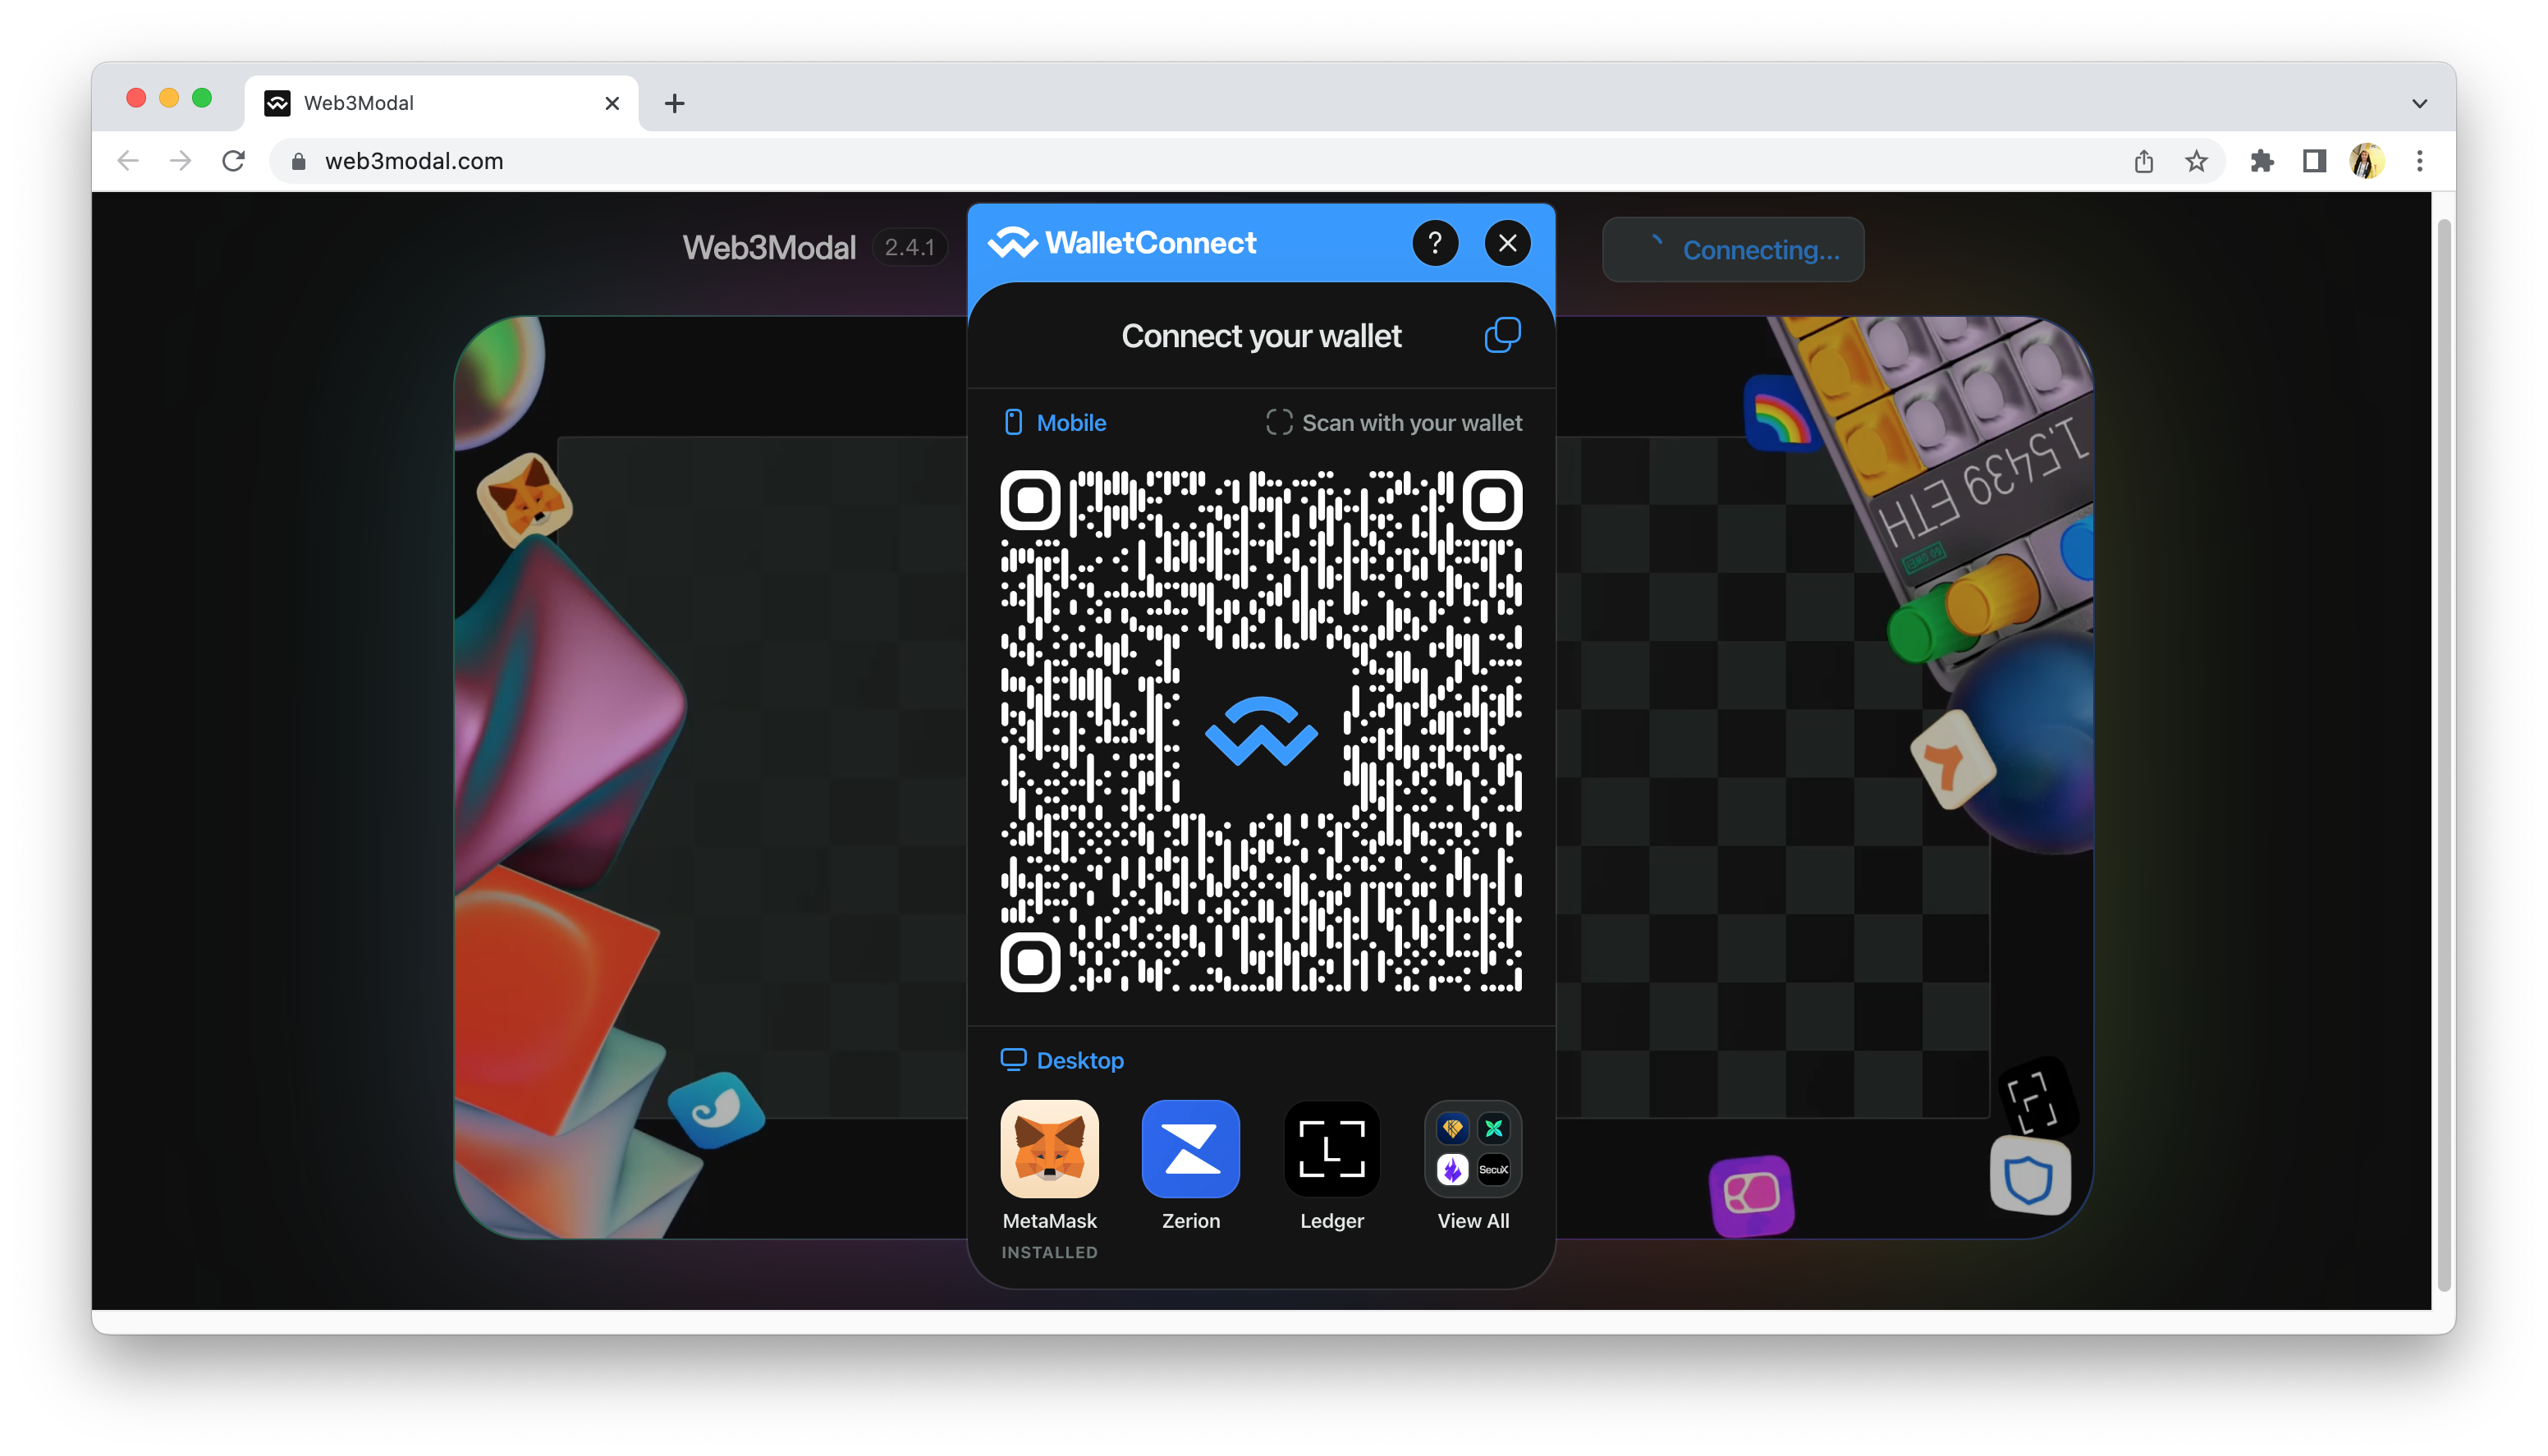 Web3Modal
web3modal.com
Web3Modal 2.4.1
WalletConnect ?
Connecting...
Connect your wallet
Mobile
Scan with your wallet
1.5439 ETH
Desktop
SecuX
MetaMask
Zerion
Ledger
View All
INSTALLED